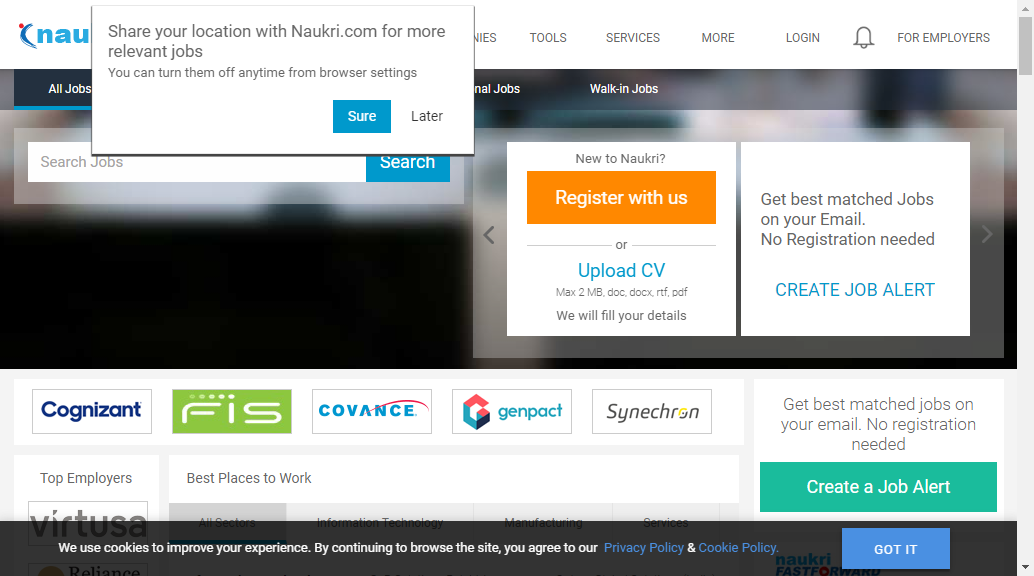 nau
NIES
TOOLS
SERVICES
MORE
LOGIN
FOR EMPLOYERS
Share your location with Naukri.com for more
relevant jobs
You can turn them off anytime from browser settings
Sure
Later
All Jobs
nal Jobs
Walk-in Jobs
Search Jobs
Search
New to Naukri?
Register with us
or
Upload CV
Max 2 MB, doc, docx, rtf, pdf
We will fill your details
Get best matched Jobs
on your Email.
No Registration needed
CREATE JOB ALERT
Cognizant
FIS
COVANCE
genpact
Synechron
Get best matched jobs on
your email. No registration
needed
Create a Job Alert
Top Employers
Best Places to Work
virtusa
All Sectors
Information Technology
Manufacturing
Services
We use cookies to improve your experience. By continuing to browse the site, you agree to our Privacy Policy & Cookie Policy.
GOT IT
naukri
FASTFORWARD
Reliance